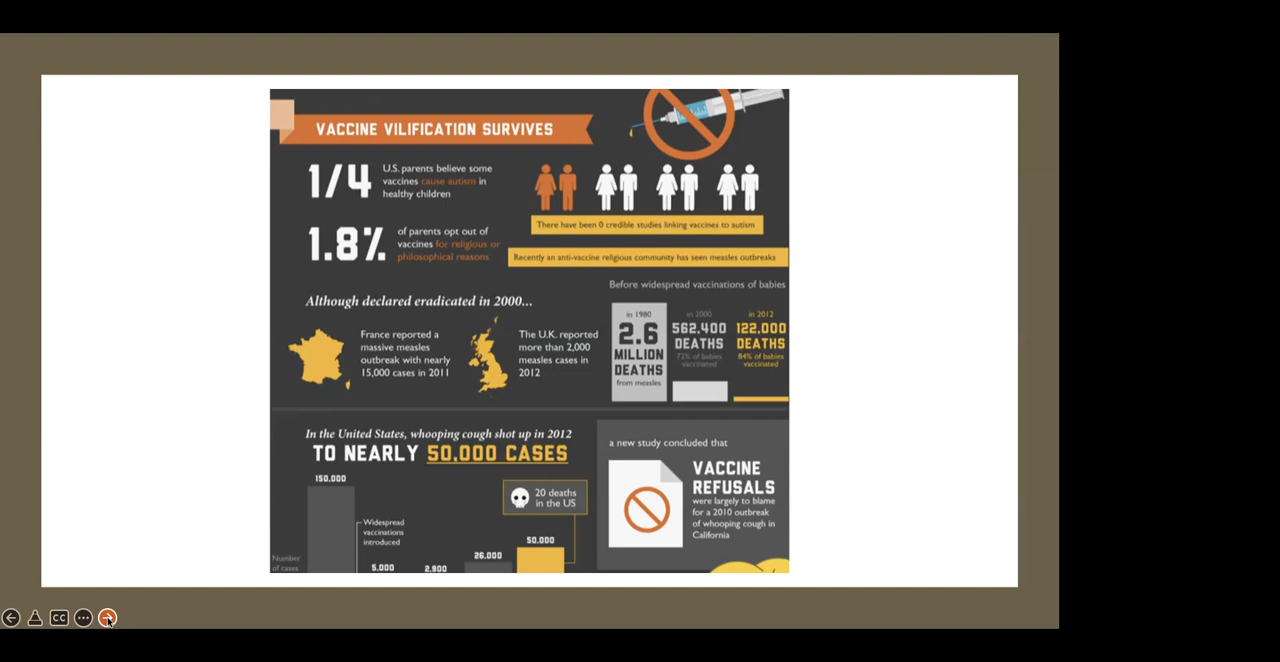 VACCINE VILIFICATION SURVIVES
1/4
U.S. parents believe some
vaccines cause autism in
healthy children
There have been 0 credible studies linking vaccines to autism
1.8%
of parents opt out of
vaccines for religious or
philosophical reasons
Recently an anti-vaccine religious community has seen measles outbreaks
Although declared eradicated in 2000...
France reported a
massive measles
outbreak with nearly
15,000 cases in 2011
The U.K. reported
more than 2,000
measles cases in
2012
Before widespread vaccinations of babies
in 1980
2.6
MILLION
DEATHS
from measles
in 2000
562,400
DEATHS
72% of babies
vaccinated
in 2012
122,000
DEATHS
84% of babies
vaccinated
In the United States, whooping cough shot up in 2012
TO NEARLY 50,000 CASES
150,000
Widespread
vaccinations
introduced
20 deaths
in the US
Number
of cases
5,000
2,900
26,000
50,000
a new study concluded that
VACCINE
REFUSALS
were largely to blame
for a 2010 outbreak
of whooping cough in
California
CC